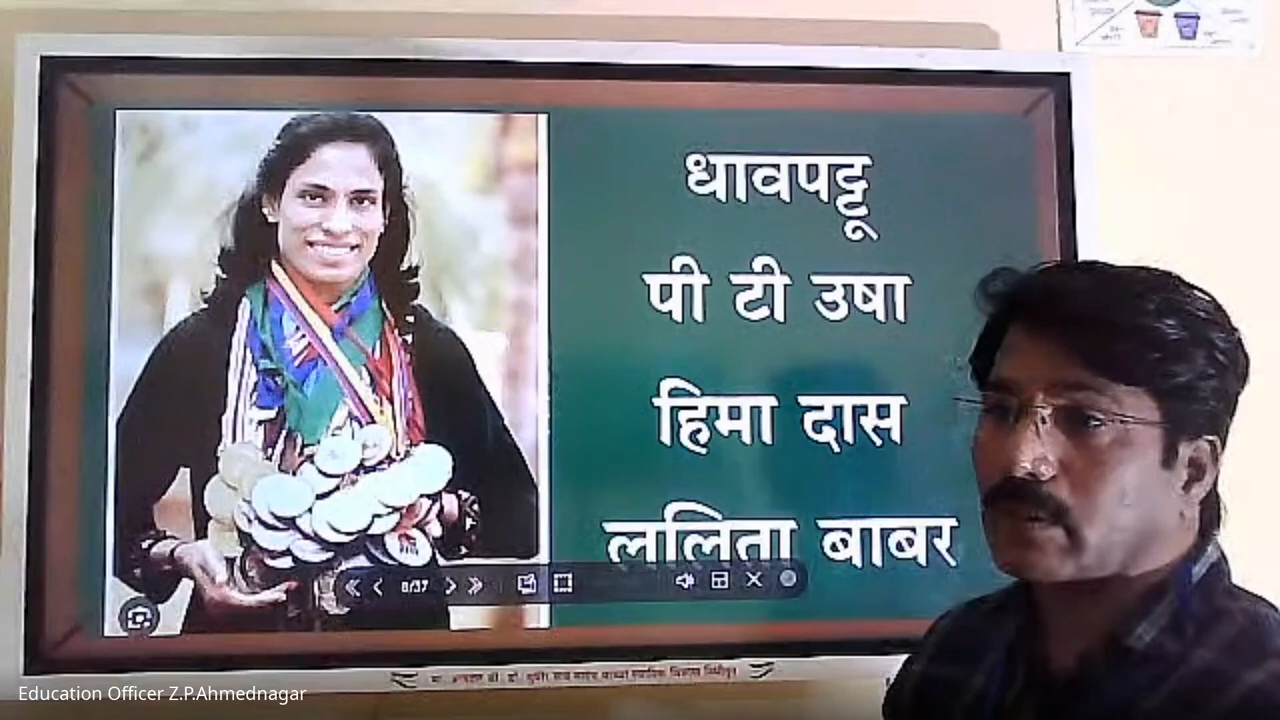 धावपट्टू
पी टी उषा
हिमा दास
ललिता बाबर
8/37
Education Officer Z.P.Ahmednagar